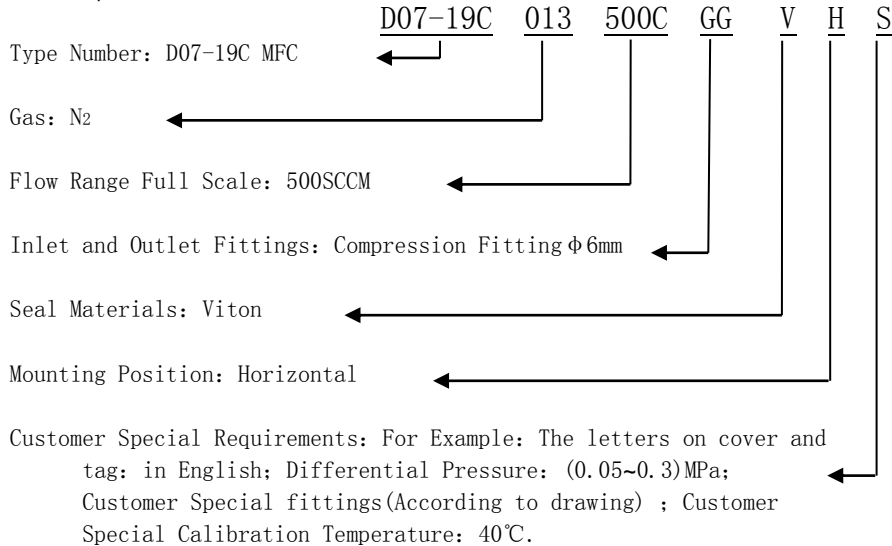 D07-19C 013 500C GG V H S
Type Number: D07-19C MFC
Gas: N2
Flow Range Full Scale: 500SCCM
Inlet and Outlet Fittings: Compression Fitting φ6mm
Seal Materials: Viton
Mounting Position: Horizontal
Customer Special Requirements: For Example: The letters on cover and
tag: in English; Differential Pressure: (0.05~0.3)MPa;
Customer Special fittings(According to drawing) ; Customer
Special Calibration Temperature: 40℃.